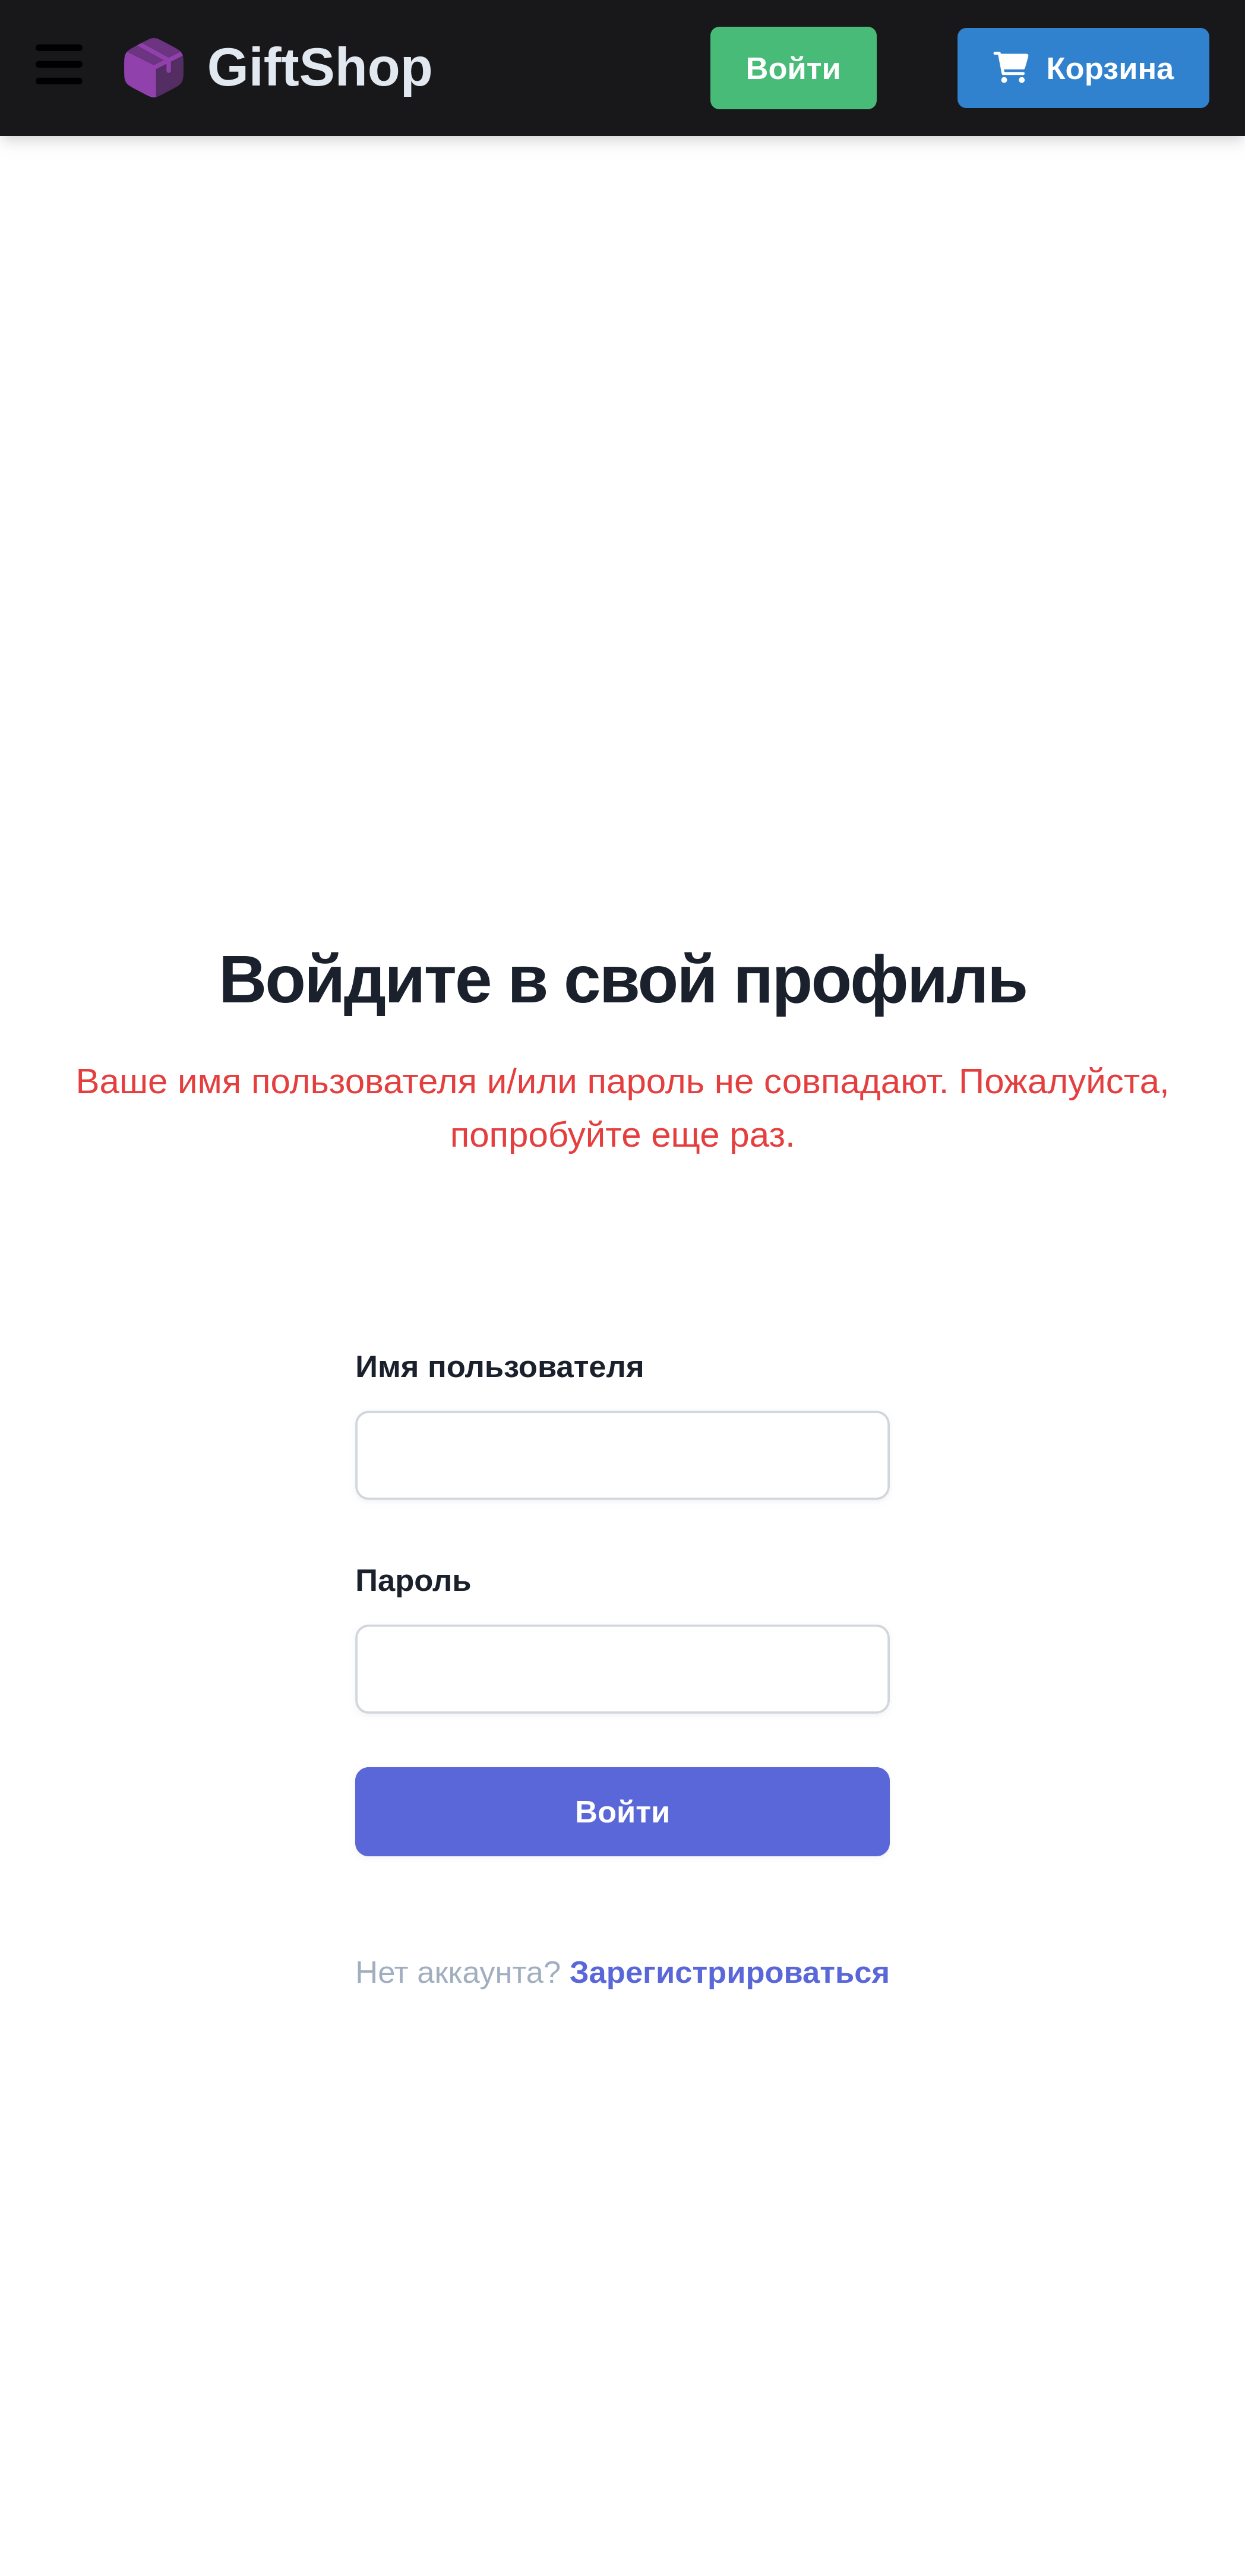 GiftShop
Войти
Корзина
Войдите в свой профиль
Ваше имя пользователя и/или пароль не совпадают. Пожалуйста,
попробуйте еще раз.
Имя пользователя
Пароль
Войти
Нет аккаунта? Зарегистрироваться